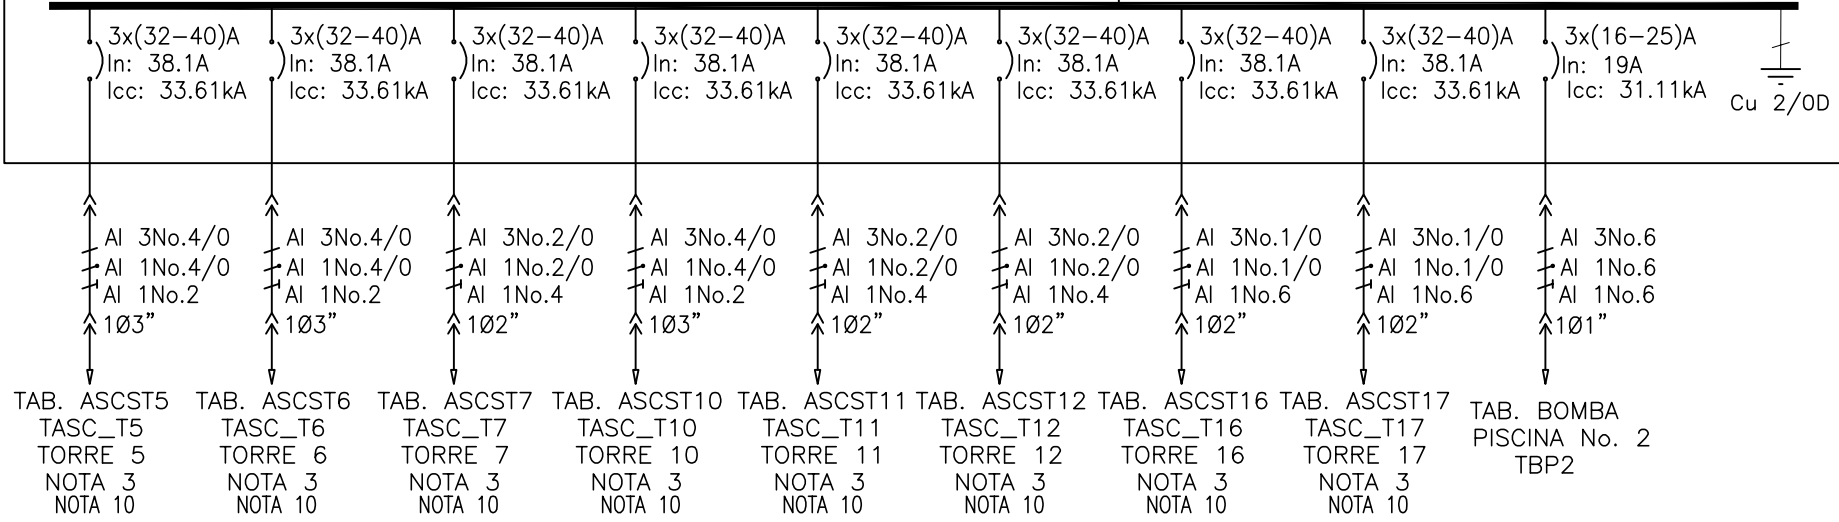 3x(32-40)A
In: 38.1A
Icc: 33.61kA
3x(32-40)A
In: 38.1A
Icc: 33.61kA
3x(32-40)A
In: 38.1A
Icc: 33.61kA
3x(32-40)A
In: 38.1A
Icc: 33.61kA
3x(32-40)A
In: 38.1A
Icc: 33.61kA
3x(32-40)A
In: 38.1A
Icc: 33.61kA
3x(32-40)A
In: 38.1A
Icc: 33.61kA
3x(32-40)A
In: 38.1A
Icc: 33.61kA
3x(16-25)A
In: 19A
Icc: 31.11kA
Cu 2/0D
Al 3No.4/0
Al 1No.4/0
Al 1No.2
1Ø3"
Al 3No.4/0
Al 1No.4/0
Al 1No.2
1Ø3"
Al 3No.2/0
Al 1No.2/0
Al 1No.4
1Ø2"
Al 3No.4/0
Al 1No.4/0
Al 1No.2
1Ø3"
Al 3No.2/0
Al 1No.2/0
Al 1No.4
1Ø2"
Al 3No.2/0
Al 1No.2/0
Al 1No.4
1Ø2"
Al 3No.1/0
Al 1No.1/0
Al 1No.6
1Ø2"
Al 3No.1/0
Al 1No.1/0
Al 1No.6
1Ø2"
Al 3No.6
Al 1No.6
Al 1No.6
1Ø1"
TAB. ASCST5
TASC_T5
TORRE 5
NOTA 3
NOTA 10
TAB. ASCST6
TASC_T6
TORRE 6
NOTA 3
NOTA 10
TAB. ASCST7
TASC_T7
TORRE 7
NOTA 3
NOTA 10
TAB. ASCST10
TASC_T10
TORRE 10
NOTA 3
NOTA 10
TAB. ASCST11
TASC_T11
TORRE 11
NOTA 3
NOTA 10
TAB. ASCST12
TASC_T12
TORRE 12
NOTA 3
NOTA 10
TAB. ASCST16
TASC_T16
TORRE 16
NOTA 3
NOTA 10
TAB. ASCST17
TASC_T17
TORRE 17
NOTA 3
NOTA 10
TAB. BOMBA
PISCINA No. 2
TBP2